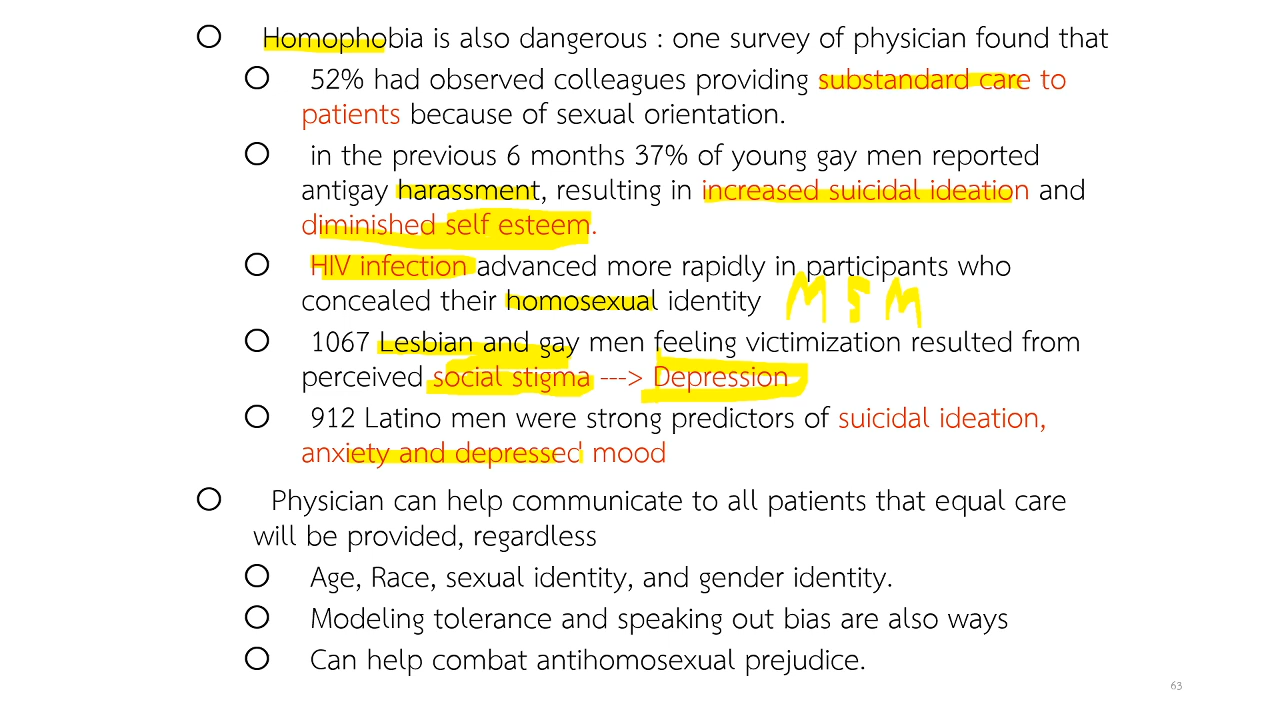 Homophobia is also dangerous : one survey of physician found that
52% had observed colleagues providing substandard care to
patients because of sexual orientation.
in the previous 6 months 37% of young gay men reported
antigay harassment, resulting in increased suicidal ideation and
diminished self esteem.
HIV infection advanced more rapidly in participants who
concealed their homosexual identity MSM
1067 Lesbian and gay men feeling victimization resulted from
perceived social stigma ---> Depression
912 Latino men were strong predictors of suicidal ideation,
anxiety and depressed mood
Physician can help communicate to all patients that equal care
will be provided, regardless
Age, Race, sexual identity, and gender identity.
Modeling tolerance and speaking out bias are also ways
Can help combat antihomosexual prejudice.
63